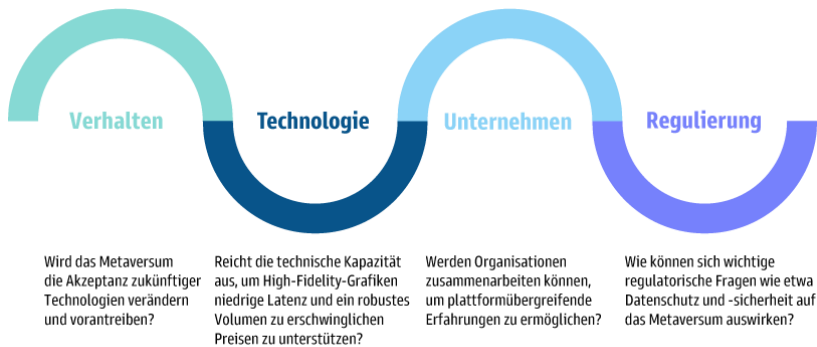 Verhalten
Technologie
Unternehmen
Regulierung
Wird das Metaversum
die Akzeptanz zukünftiger
Technologien verändern
und vorantreiben?
Reicht die technische Kapazität
aus, um High-Fidelity-Grafiken
niedrige Latenz und ein robustes
Volumen zu erschwinglichen
Preisen zu unterstützen?
Werden Organisationen
zusammenarbeiten können,
um plattformübergreifende
Erfahrungen zu ermöglichen?
Wie können sich wichtige
regulatorische Fragen wie etwa
Datenschutz und -sicherheit auf
das Metaversum auswirken?